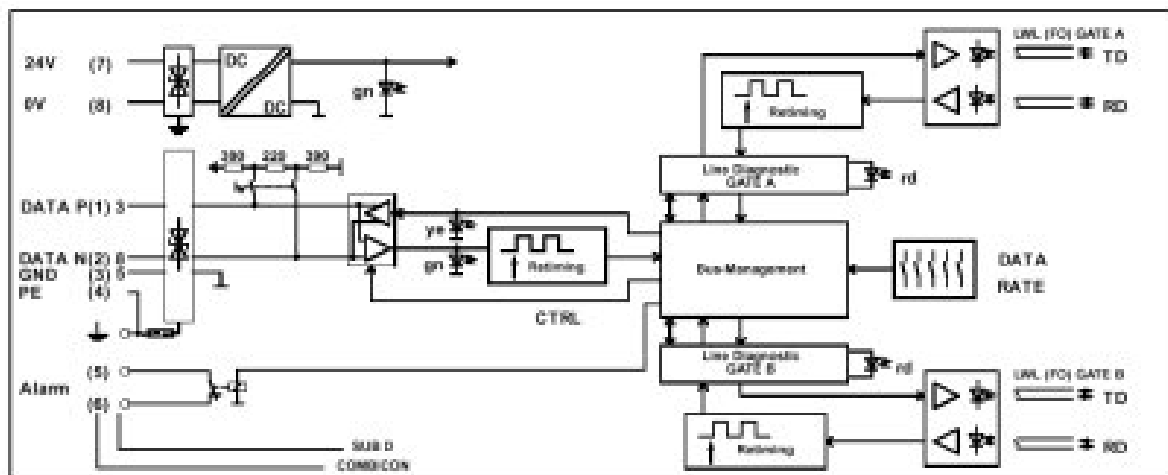 24V (7)
0V (8)
DC
DC
gn
390 220 390
DATA P(1) 3
DATA N(2) 8
GND (3) 5
PE (4)
ye
gn
Retiming
CTRL
Alarm
(5)
(6)
SUB D
COMBICON
Retiming
Line Diagnostic
GATE A
rd
Bus-Management
DATA
RATE
Line Diagnostic
GATE B
rd
Retiming
LWL (FO) GATE A
TD
RD
LWL (FO) GATE B
TD
RD